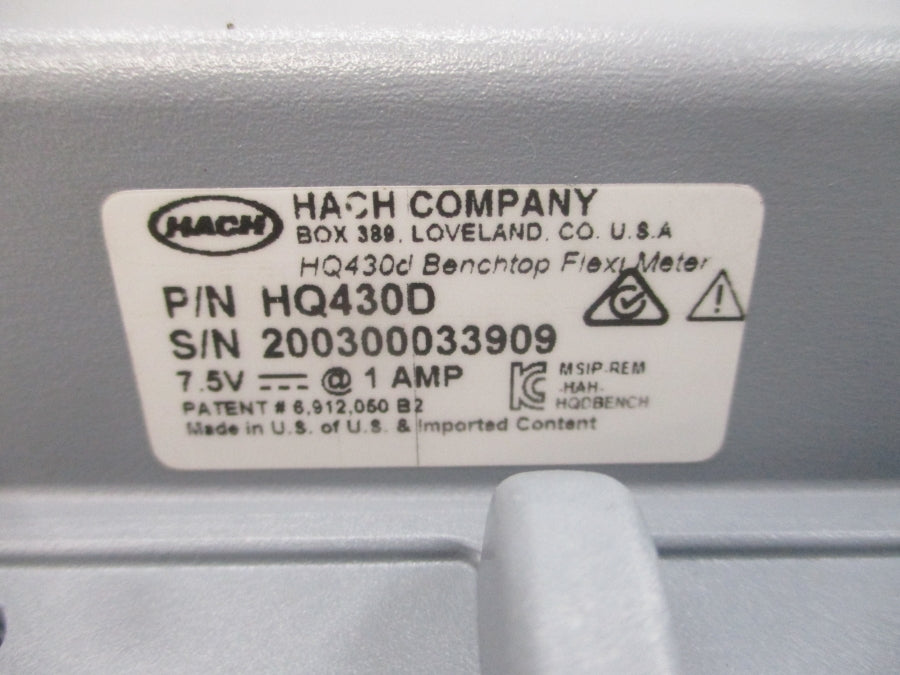 HACH
HACH COMPANY
BOX 389, LOVELAND, CO. U.S.A
HQ430d Benchtop Flexi Meter
P/N HQ430D
S/N 200300033909
7.5V @ 1 AMP
MSIP-REM
-HAH-
HQDBENCH
PATENT # 6,912,050 B2
Made in U.S. of U.S. & Imported Content